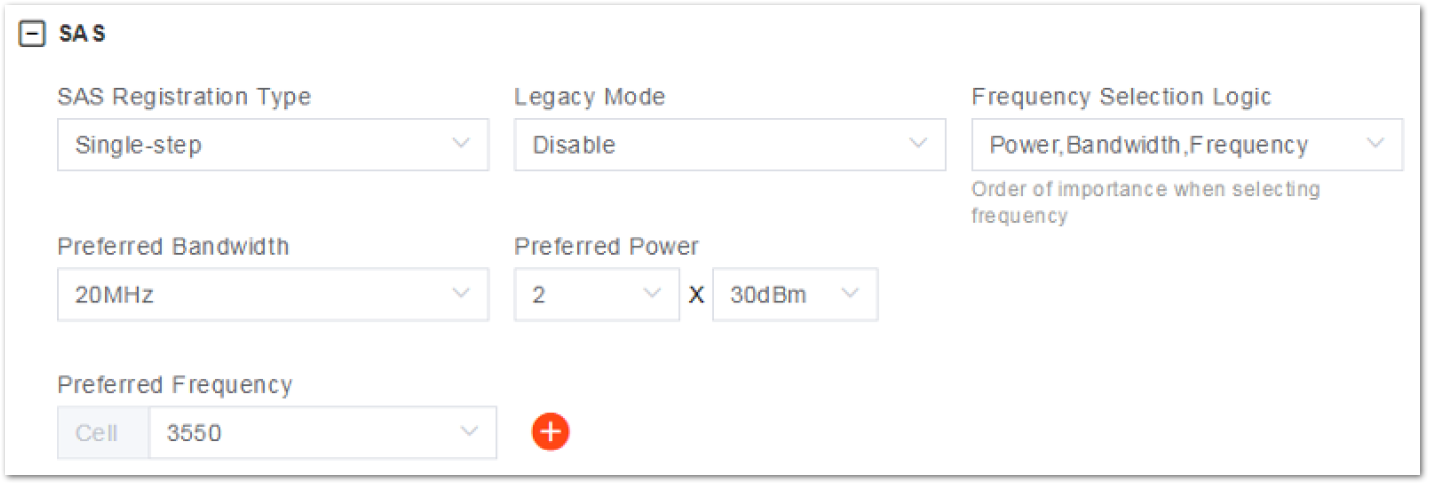 SAS
SAS Registration Type
Legacy Mode
Frequency Selection Logic
Single-step
Disable
Power,Bandwidth,Frequency
Order of importance when selecting
frequency
Preferred Bandwidth
Preferred Power
20MHz
2 X 30dBm
Preferred Frequency
Cell 3550